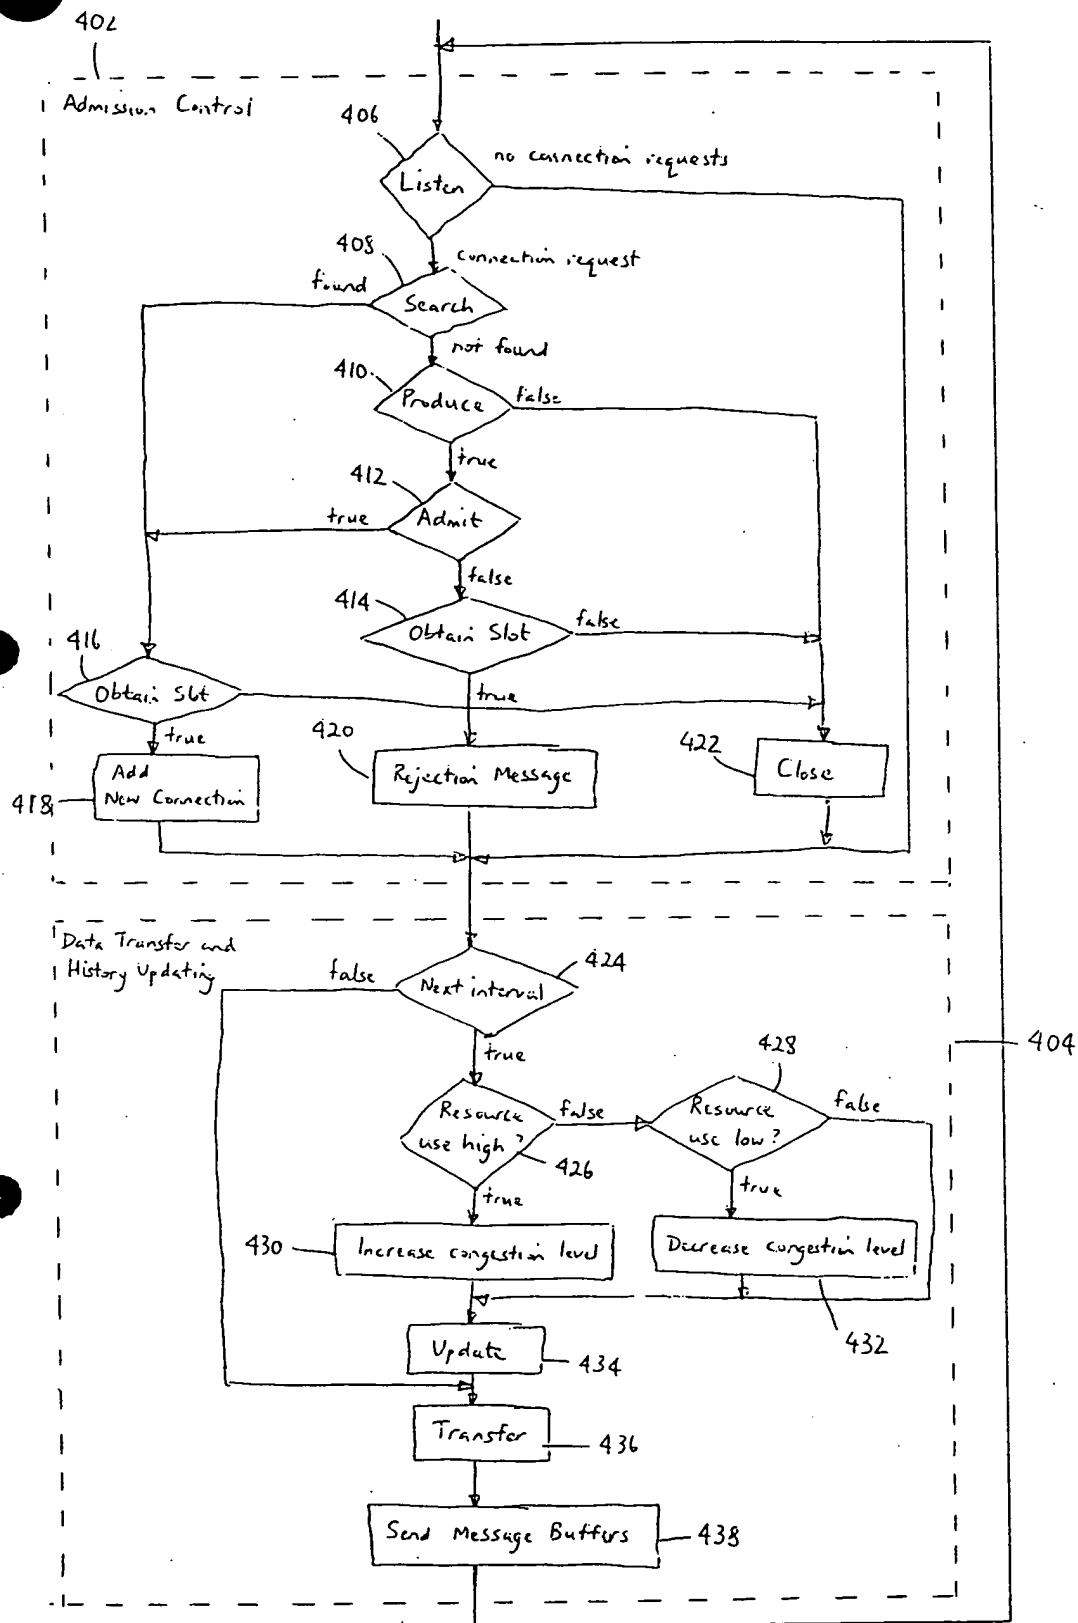 402
Admission Control
406
no connection requests
Listen
408
connection request
found
Search
not found
410
Produce
false
true
412
true
Admit
false
414
false
Obtain Slot
416
Obtain Slot
true
true
420
422
Add
New Connection
Rejection Message
Close
418
Data Transfer and
History Updating
false
424
Next interval
true
404
428
Resource
use high?
false
Resource
use low?
false
426
true
true
430
Increase congestion level
Decrease congestion level
432
Update
434
Transfer
436
Send Message Buffers
438